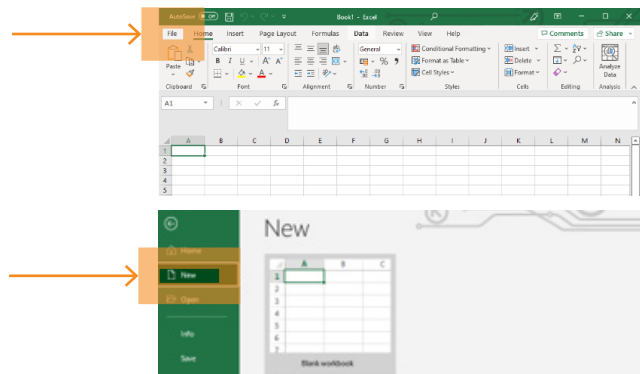 AutoSave Off Book1 - Excel
File Home Insert Page Layout Formulas Data Review View Help Comments Share
Calibri 11 A A General Conditional Formatting Insert
Paste B I U A % 9 Format as Table Delete Analyze
Cell Styles Format Data
Clipboard Font Alignment Number Styles Cells Editing Analysis
A1 fx
A B C D E F G H I J K L M N
1
2
3
4
5
New
Home
New
Open
Info
Save
A B C
1
2
3
4
5
6
7
Blank workbook